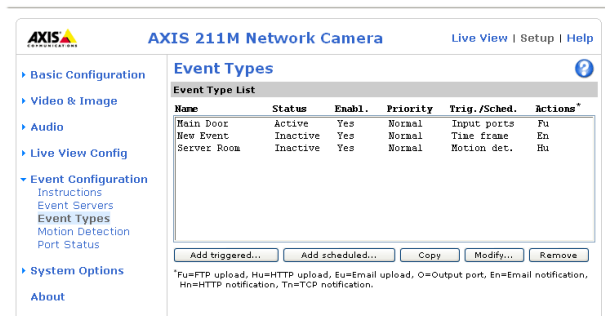 AXIS
COMMUNICATIONS
AXIS 211M Network Camera
Live View | Setup | Help
Basic Configuration
Video & Image
Audio
Live View Config
Event Configuration
Instructions
Event Servers
Event Types
Motion Detection
Port Status
System Options
About
Event Types
?
Event Type List
Name Status Enabl. Priority Trig./Sched. Actions*
Main Door Active Yes Normal Input ports Fu
New Event Inactive Yes Normal Time frame En
Server Room Inactive Yes Normal Motion det. Hu
Add triggered... Add scheduled... Copy Modify... Remove
*Fu=FTP upload, Hu=HTTP upload, Eu=Email upload, O=Output port, En=Email notification,
Hn=HTTP notification, Tn=TCP notification.